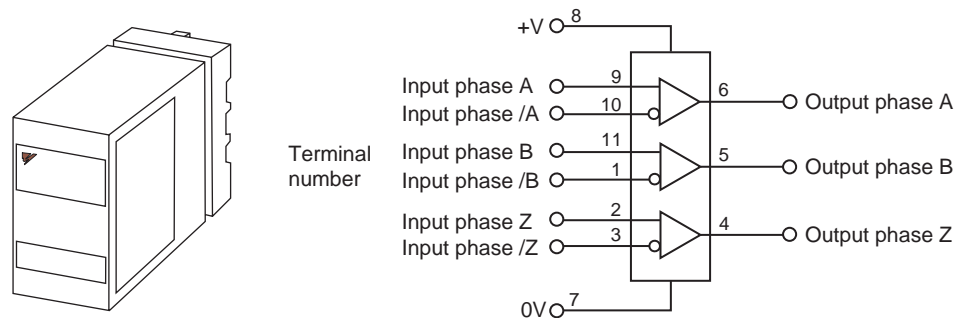 +V 8
Input phase A 9
Input phase /A 10
6 Output phase A
Terminal
number
Input phase B 11
Input phase /B 1
5 Output phase B
Input phase Z 2
Input phase /Z 3
4 Output phase Z
0V 7